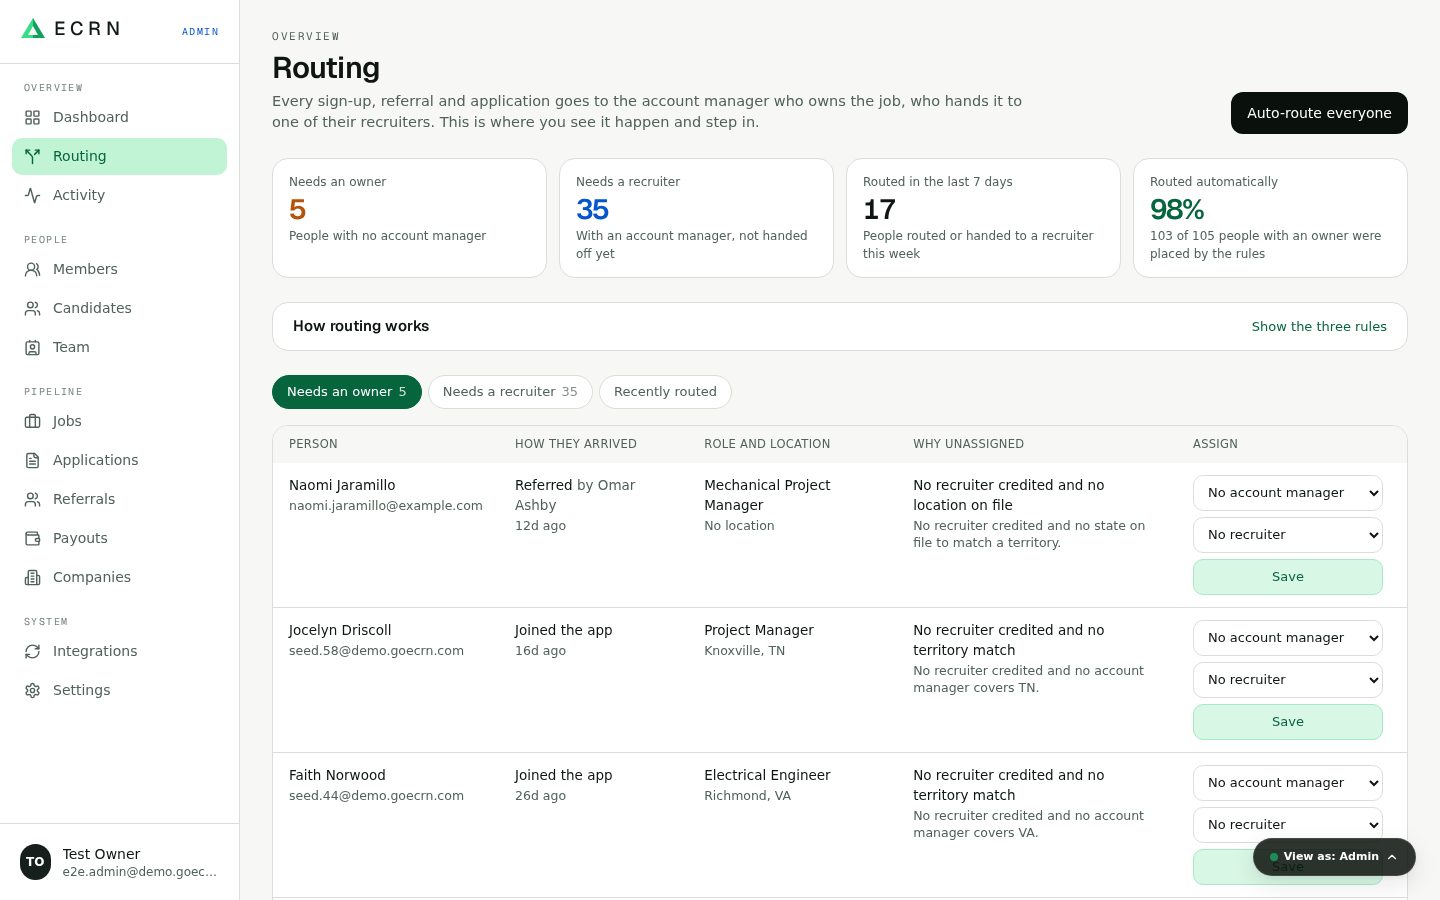 ECRN
ADMIN
OVERVIEW
Dashboard
Routing
Activity
PEOPLE
Members
Candidates
Team
PIPELINE
Jobs
Applications
Referrals
Payouts
Companies
SYSTEM
Integrations
Settings
TO
Test Owner
e2e.admin@demo.goec...
OVERVIEW
Routing
Every sign-up, referral and application goes to the account manager who owns the job, who hands it to
one of their recruiters. This is where you see it happen and step in.
Auto-route everyone
Needs an owner
5
People with no account manager
Needs a recruiter
35
With an account manager, not handed
off yet
Routed in the last 7 days
17
People routed or handed to a recruiter
this week
Routed automatically
98%
103 of 105 people with an owner were
placed by the rules
How routing works
Show the three rules
Needs an owner 5
Needs a recruiter 35
Recently routed
PERSON
HOW THEY ARRIVED
ROLE AND LOCATION
WHY UNASSIGNED
ASSIGN
Naomi Jaramillo
naomi.jaramillo@example.com
Referred by Omar
Ashby
12d ago
Mechanical Project
Manager
No location
No recruiter credited and no
location on file
No recruiter credited and no state on
file to match a territory.
No account manager
No recruiter
Save
Jocelyn Driscoll
seed.58@demo.goecrn.com
Joined the app
16d ago
Project Manager
Knoxville, TN
No recruiter credited and no
territory match
No recruiter credited and no account
manager covers TN.
No account manager
No recruiter
Save
Faith Norwood
seed.44@demo.goecrn.com
Joined the app
26d ago
Electrical Engineer
Richmond, VA
No recruiter credited and no
territory match
No recruiter credited and no account
manager covers VA.
No account manager
No recruiter
Save
View as: Admin